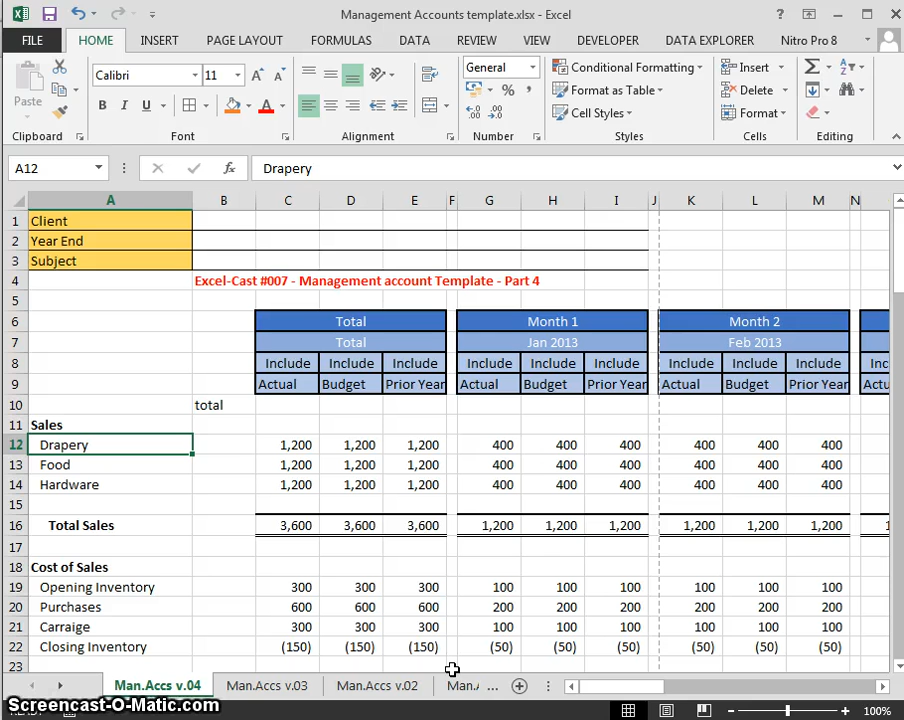 Management Accounts template.xlsx - Excel
FILE HOME INSERT PAGE LAYOUT FORMULAS DATA REVIEW VIEW DEVELOPER DATA EXPLORER Nitro Pro 8
Paste Calibri 11 A A General Conditional Formatting Insert
B I U A % Format as Table Delete
Cell Styles Format
Clipboard Font Alignment Number Styles Cells Editing
A12 fx Drapery
A B C D E F G H I J K L M N
1 Client
2 Year End
3 Subject
4 Excel-Cast #007 - Management account Template - Part 4
5
6 Total Month 1 Month 2
7 Total Jan 2013 Feb 2013
8 Include Include Include Include Include Include Include Include Include Inclu
9 Actual Budget Prior Year Actual Budget Prior Year Actual Budget Prior Year Actu
10 total
11 Sales
12 Drapery 1,200 1,200 1,200 400 400 400 400 400 400
13 Food 1,200 1,200 1,200 400 400 400 400 400 400
14 Hardware 1,200 1,200 1,200 400 400 400 400 400 400
15
16 Total Sales 3,600 3,600 3,600 1,200 1,200 1,200 1,200 1,200 1,200 1
17
18 Cost of Sales
19 Opening Inventory 300 300 300 100 100 100 100 100 100
20 Purchases 600 600 600 200 200 200 200 200 200
21 Carraige 300 300 300 100 100 100 100 100 100
22 Closing Inventory (150) (150) (150) (50) (50) (50) (50) (50) (50)
23
Man.Accs v.04 Man.Accs v.03 Man.Accs v.02 Man./ ...
Screencast-O-Matic.com 100%